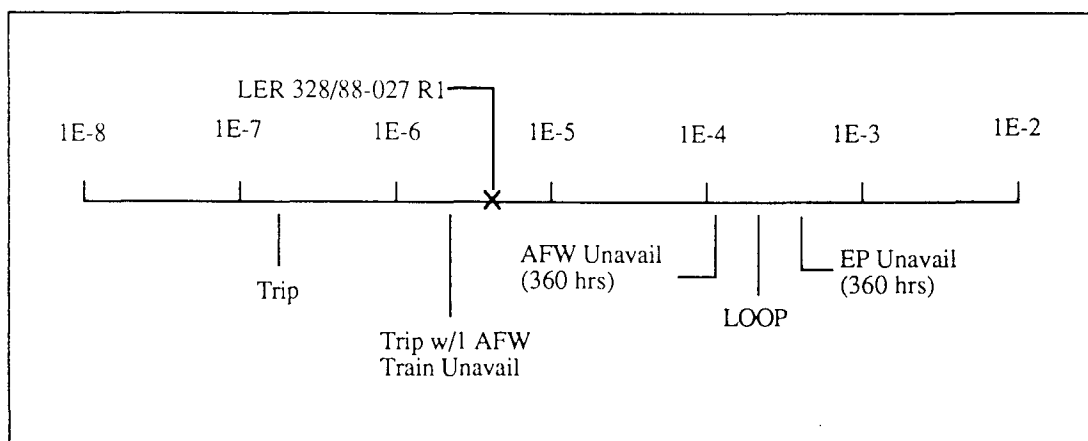 LER 328/88-027 R1
1E-8 1E-7 1E-6 1E-5 1E-4 1E-3 1E-2
Trip
Trip w/1 AFW
Train Unavail
AFW Unavail
(360 hrs)
LOOP
EP Unavail
(360 hrs)